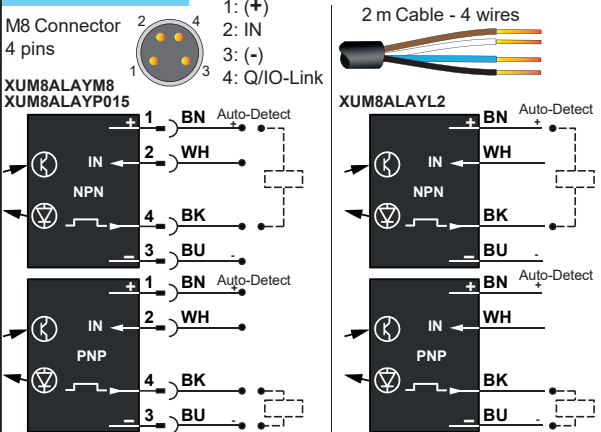 M8 Connector
4 pins
2 4
1 3
1: (+)
2: IN
3: (-)
4: Q/IO-Link
XUM8ALAYM8
XUM8ALAYP015
+ 1 BN Auto-Detect
+
IN 2 WH
NPN
4 BK
− 3 BU -
+ 1 BN Auto-Detect
+
IN 2 WH
PNP
4 BK
− 3 BU -
2 m Cable - 4 wires
XUM8ALAYL2
+ BN Auto-Detect
+
IN WH
NPN
BK
− BU -
+ BN Auto-Detect
+
IN WH
PNP
BK
− BU -